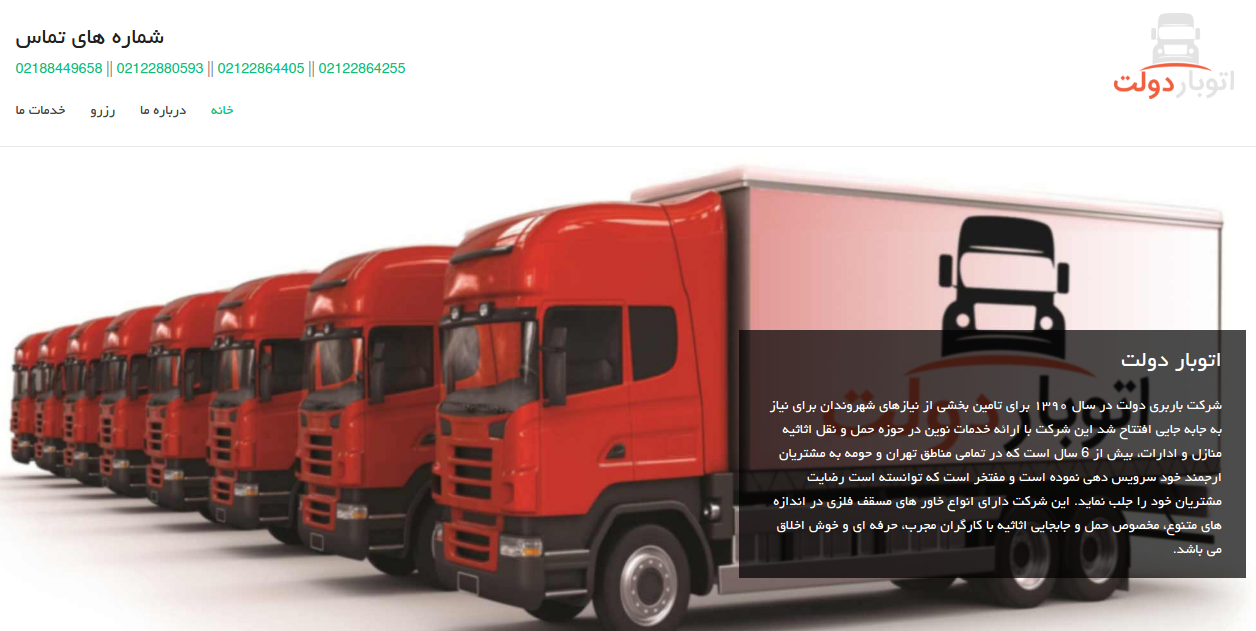 شماره های تماس
02188449658 || 02122880593 || 02122864405 || 02122864255
اتوبار دولت
خانه درباره ما رزرو خدمات ما
اتوبار دولت
اتوبار دولت
شرکت باربری دولت در سال ۱۳۹۰ برای تامین بخشی از نیازهای شهروندان برای نیاز
به جابه جایی افتتاح شد این شرکت با ارائه خدمات نوین در حوزه حمل و نقل اثاثیه
منازل و ادارات، بیش از 6 سال است که در تمامی مناطق تهران و حومه به مشتریان
ارجمند خود سرویس دهی نموده است و مفتخر است که توانسته است رضایت
مشتریان خود را جلب نماید. این شرکت دارای انواع خاور های مسقف فلزی در اندازه
های متنوع، مخصوص حمل و جابجایی اثاثیه با کارگران مجرب، حرفه ای و خوش اخلاق
می باشد.